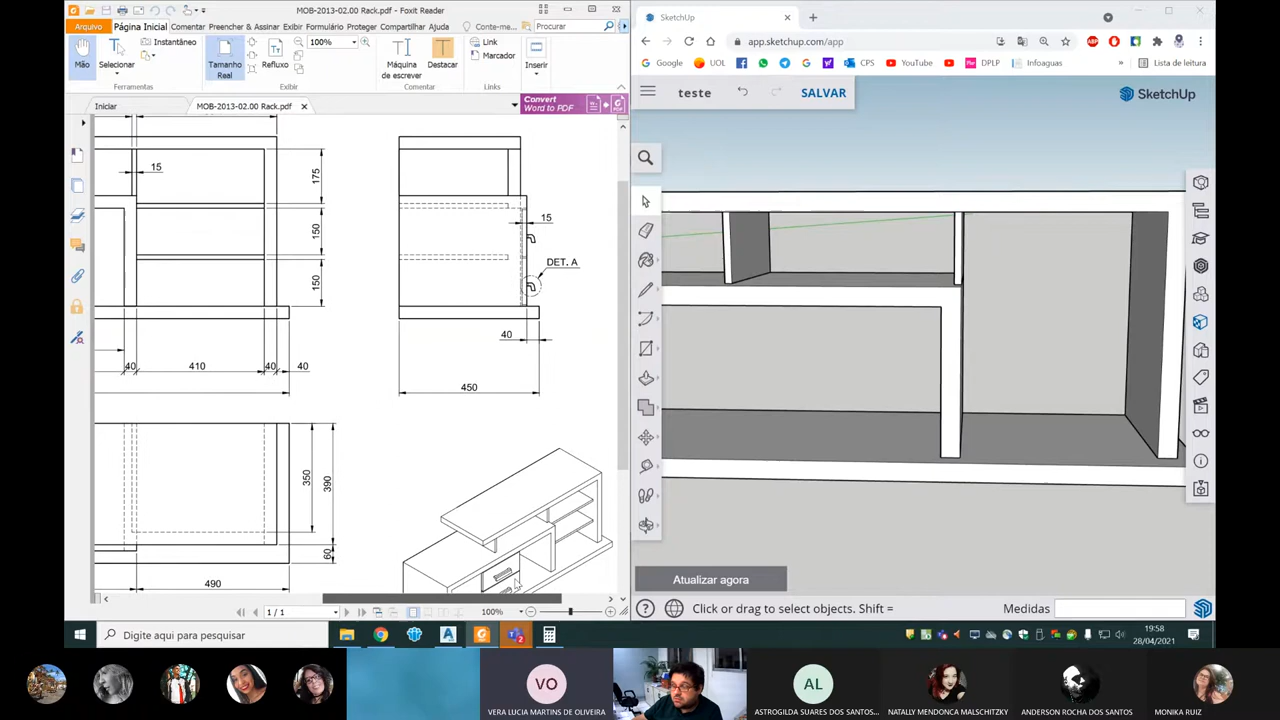 MOB-2013-02.00 Rack.pdf - Foxit Reader
Arquivo Página Inicial Comentar Preencher & Assinar Exibir Formulário Proteger Compartilhar Ajuda Conte-me... Procurar
Mão
Selecionar
Instantâneo
Tamanho Real
Refluxo
100%
Máquina de escrever
Destacar
Link
Marcador
Inserir
Ferramentas Exibir Comentar Links
Iniciar MOB-2013-02.00 Rack.pdf
Convert Word to PDF
15
175
150
150
40 410 40 40
15
DET. A
40
450
350
390
60
490
1 / 1
100%
SketchUp
app.sketchup.com/app
Google UOL CPS YouTube DPLP Infoaguas » Lista de leitura
teste SALVAR
SketchUp
Atualizar agora
Click or drag to select objects. Shift =
Medidas
Digite aqui para pesquisar
19:58
28/04/2021
VO
VERA LUCIA MARTINS DE OLIVEIRA
AL
ASTROGILDA SUARES DOS SANTOS...
NATALLY MENDONCA MALSCHITZKY
ANDERSON ROCHA DOS SANTOS
MONIKA RUIZ